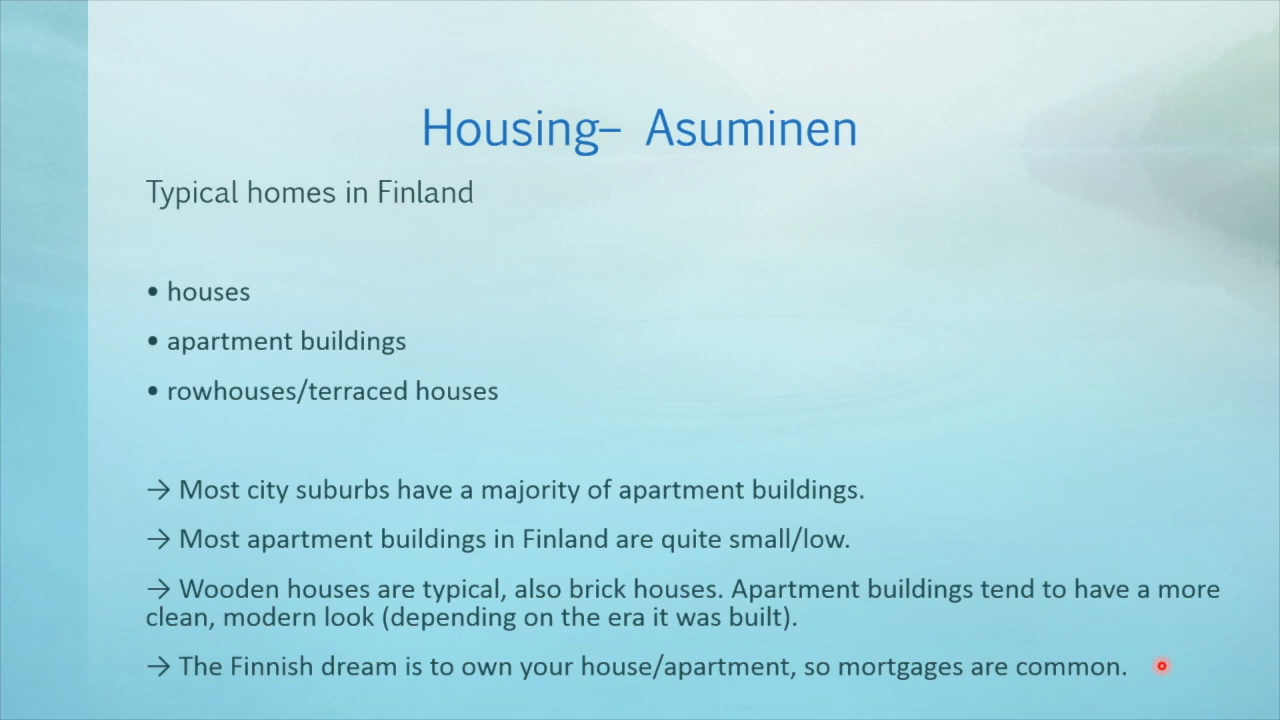 Housing– Asuminen
Typical homes in Finland
• houses
• apartment buildings
• rowhouses/terraced houses
→ Most city suburbs have a majority of apartment buildings.
→ Most apartment buildings in Finland are quite small/low.
→ Wooden houses are typical, also brick houses. Apartment buildings tend to have a more
clean, modern look (depending on the era it was built).
→ The Finnish dream is to own your house/apartment, so mortgages are common.